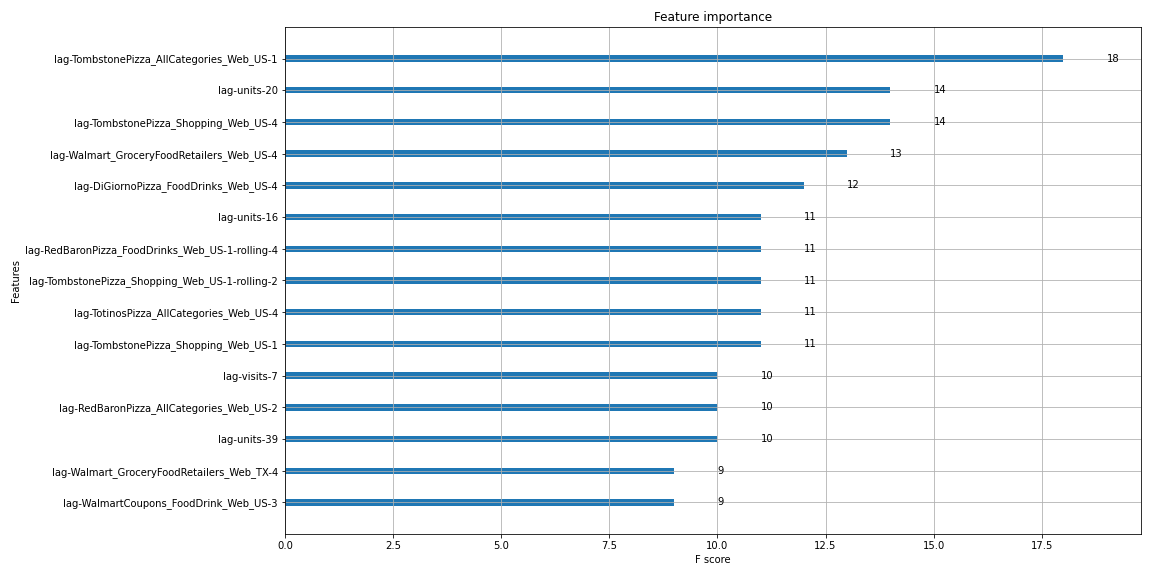 Feature importance
lag-TombstonePizza_AllCategories_Web_US-1 18
lag-units-20 14
lag-TombstonePizza_Shopping_Web_US-4 14
lag-Walmart_GroceryFoodRetailers_Web_US-4 13
lag-DiGiornoPizza_FoodDrinks_Web_US-4 12
lag-units-16 11
lag-RedBaronPizza_FoodDrinks_Web_US-1-rolling-4 11
lag-TombstonePizza_Shopping_Web_US-1-rolling-2 11
lag-TotinosPizza_AllCategories_Web_US-4 11
lag-TombstonePizza_Shopping_Web_US-1 11
lag-visits-7 10
lag-RedBaronPizza_AllCategories_Web_US-2 10
lag-units-39 10
lag-Walmart_GroceryFoodRetailers_Web_TX-4 9
lag-WalmartCoupons_FoodDrink_Web_US-3 9
Features
0.0 2.5 5.0 7.5 10.0 12.5 15.0 17.5
F score